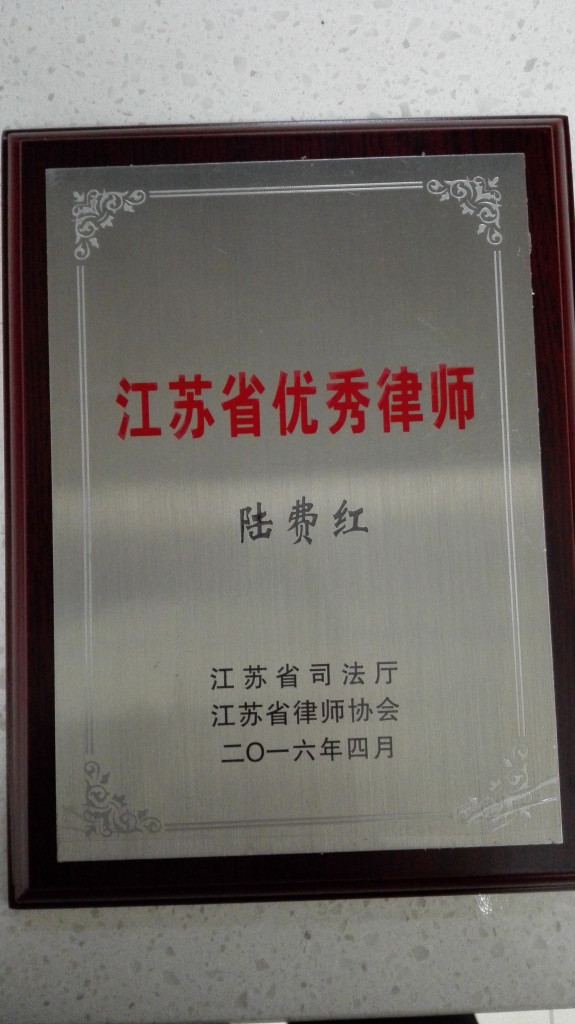 江苏省优秀律师
陆费红
江苏省司法厅
江苏省律师协会
二〇一六年四月